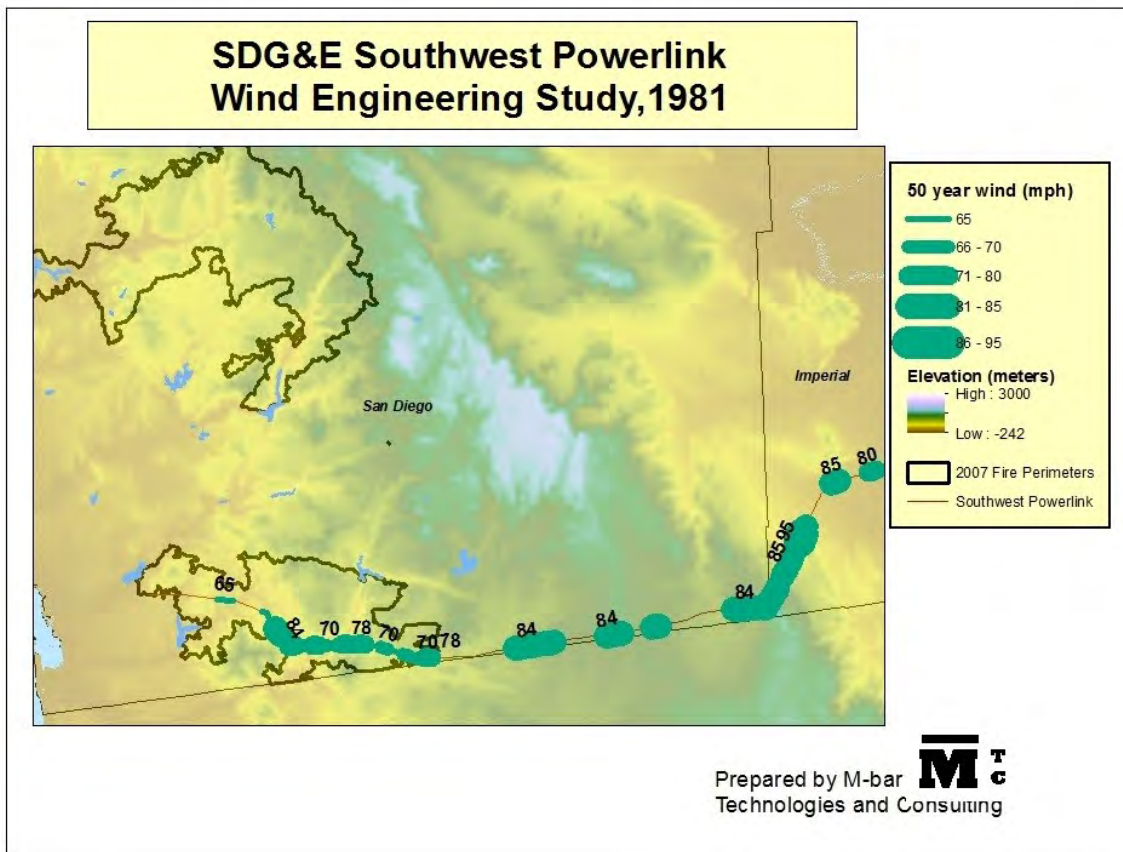 SDG&E Southwest Powerlink
Wind Engineering Study,1981
San Diego
Imperial
65
84
70
78
70
70
78
84
84
84
85
95
85
80
50 year wind (mph)
65
66 - 70
71 - 80
81 - 85
86 - 95
Elevation (meters)
High : 3000
Low : -242
2007 Fire Perimeters
Southwest Powerlink
Prepared by M-bar
Technologies and Consulting
M T C